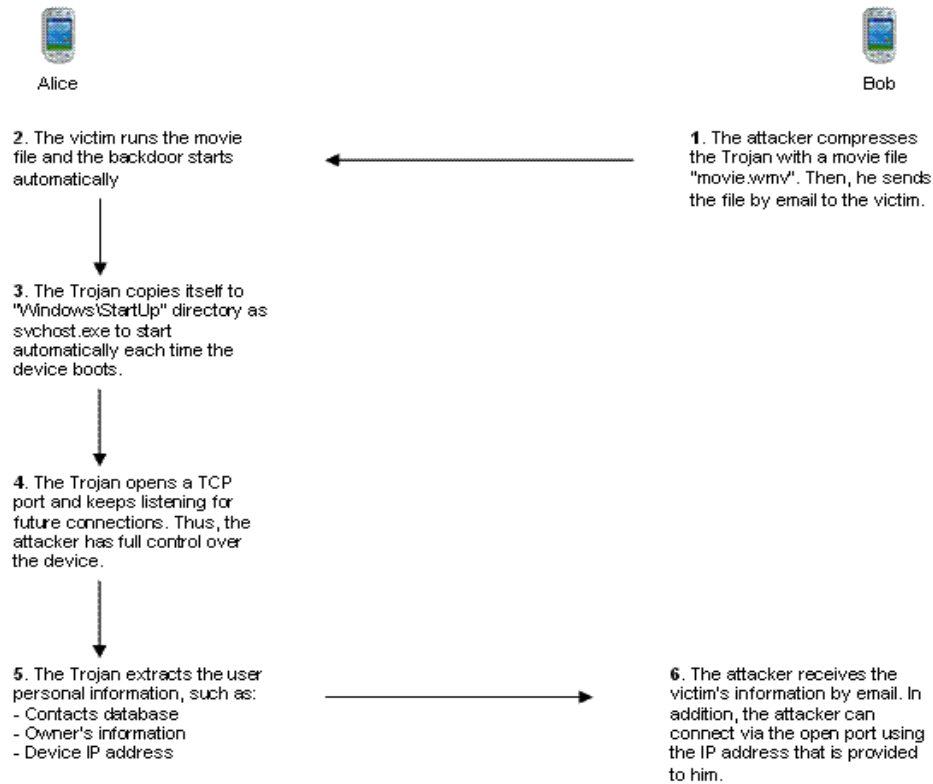 Alice
Bob
2. The victim runs the movie
file and the backdoor starts
automatically
1. The attacker compresses
the Trojan with a movie file
"movie.wmv". Then, he sends
the file by email to the victim.
3. The Trojan copies itself to
"Windows\StartUp" directory as
svchost.exe to start
automatically each time the
device boots.
4. The Trojan opens a TCP
port and keeps listening for
future connections. Thus, the
attacker has full control over
the device.
5. The Trojan extracts the user
personal information, such as:
- Contacts database
- Owner's information
- Device IP address
6. The attacker receives the
victim's information by email. In
addition, the attacker can
connect via the open port using
the IP address that is provided
to him.